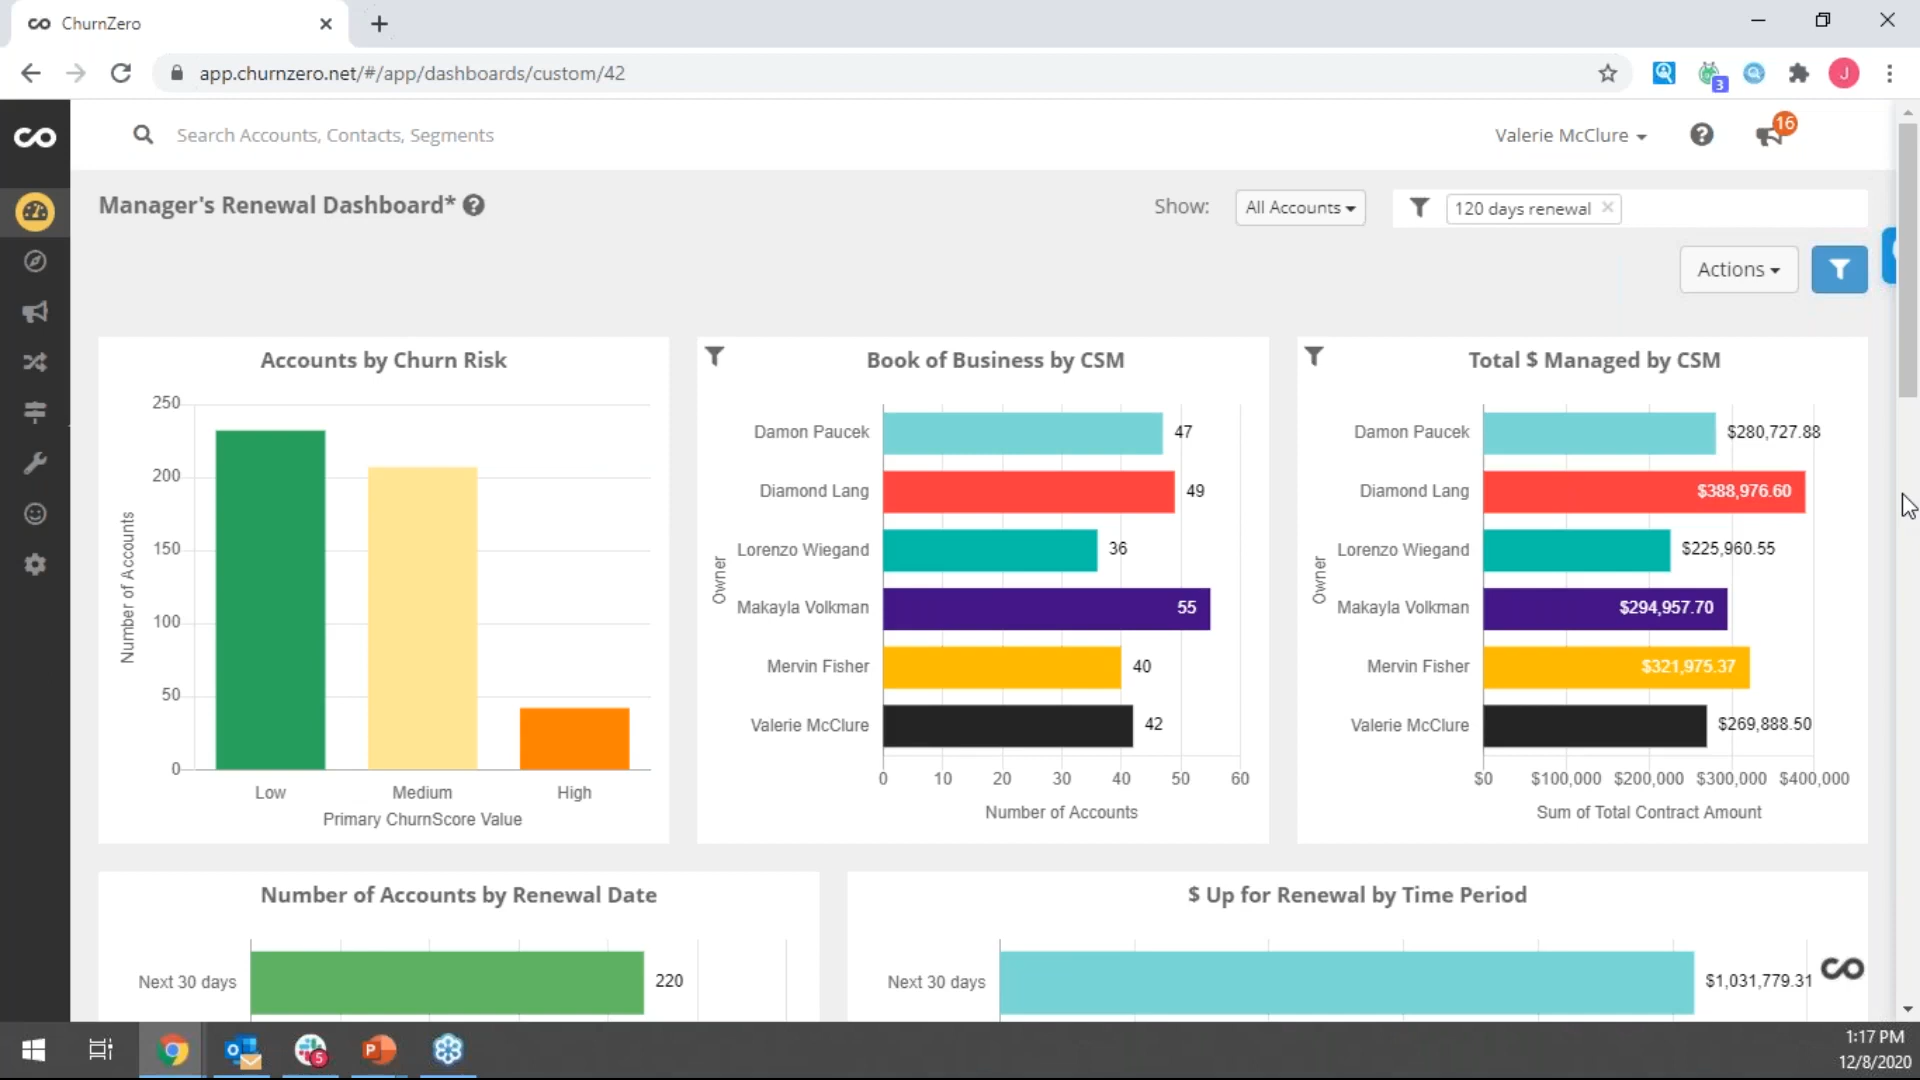 ChurnZero
app.churnzero.net/#/app/dashboards/custom/42
3
J
Search Accounts, Contacts, Segments
Valerie McClure
16
Manager's Renewal Dashboard*
Show:
All Accounts
120 days renewal
Actions
Accounts by Churn Risk
250
200
150
100
50
0
Number of Accounts
Low
Medium
High
Primary ChurnScore Value
Book of Business by CSM
Owner
Damon Paucek 47
Diamond Lang 49
Lorenzo Wiegand 36
Makayla Volkman 55
Mervin Fisher 40
Valerie McClure 42
0 10 20 30 40 50 60
Number of Accounts
Total $ Managed by CSM
Owner
Damon Paucek $280,727.88
Diamond Lang $388,976.60
Lorenzo Wiegand $225,960.55
Makayla Volkman $294,957.70
Mervin Fisher $321,975.37
Valerie McClure $269,888.50
$0 $100,000 $200,000 $300,000 $400,000
Sum of Total Contract Amount
Number of Accounts by Renewal Date
Next 30 days 220
$ Up for Renewal by Time Period
Next 30 days $1,031,779.31
5
1:17 PM
12/8/2020